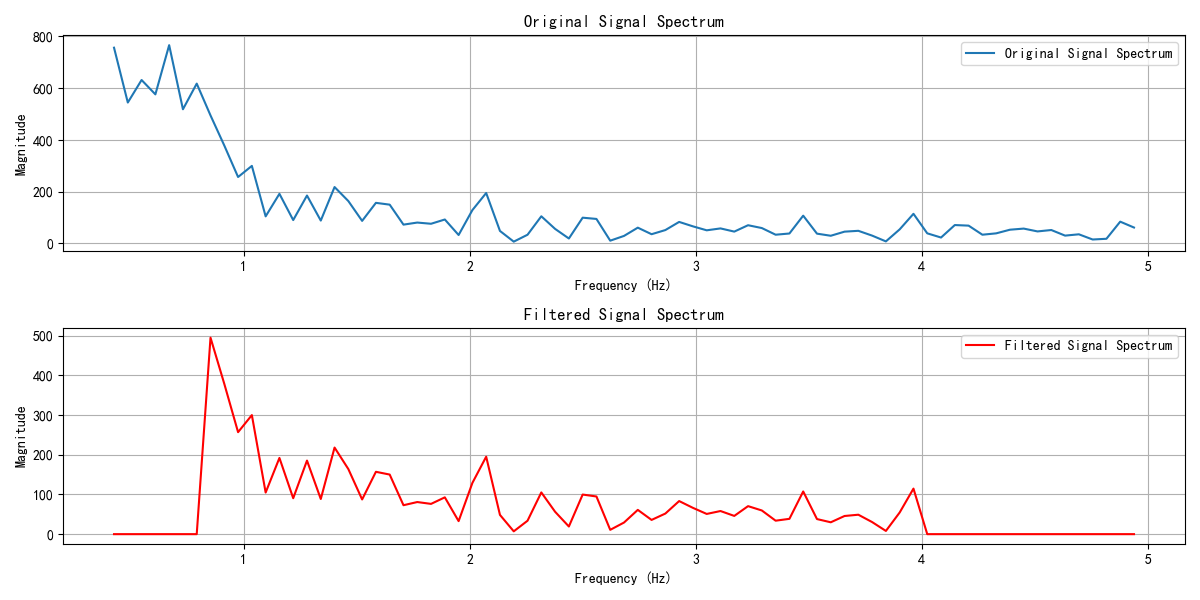 Original Signal Spectrum
800
600
400
200
0
Magnitude
Original Signal Spectrum
1
2
3
4
5
Frequency (Hz)
Filtered Signal Spectrum
500
400
300
200
100
0
Magnitude
Filtered Signal Spectrum
1
2
3
4
5
Frequency (Hz)